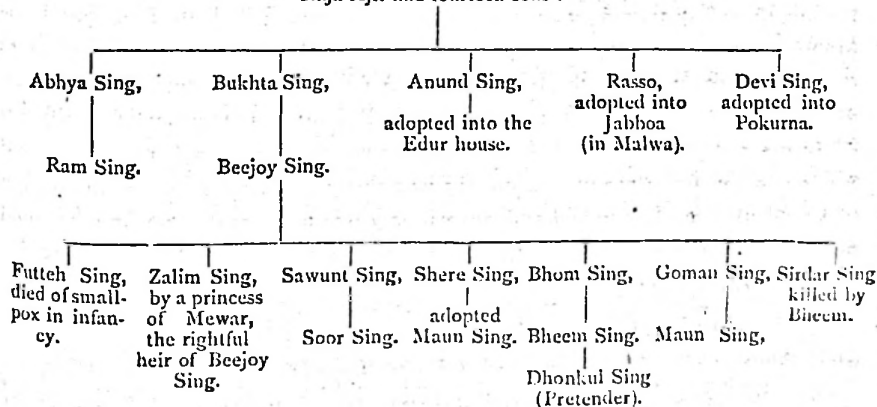 Abhya Sing, Bukhta Sing, Anund Sing, Rasso, Devi Sing,
adopted into the adopted into adopted into
Edur house. Jabboa Pokurna.
(in Malwa).
Ram Sing. Beejoy Sing.
Futteh Sing, Zalim Sing, Sawunt Sing, Shere Sing, Bhom Sing, Goman Sing, Sirdar Sing
died of small- by a princess killed by
pox in infan- of Mewar, adopted Bheem.
cy. the rightful Soor Sing. Maun Sing. Bheem Sing. Maun Sing,
heir of Beejoy
Sing.
Dhonkul Sing
(Pretender).